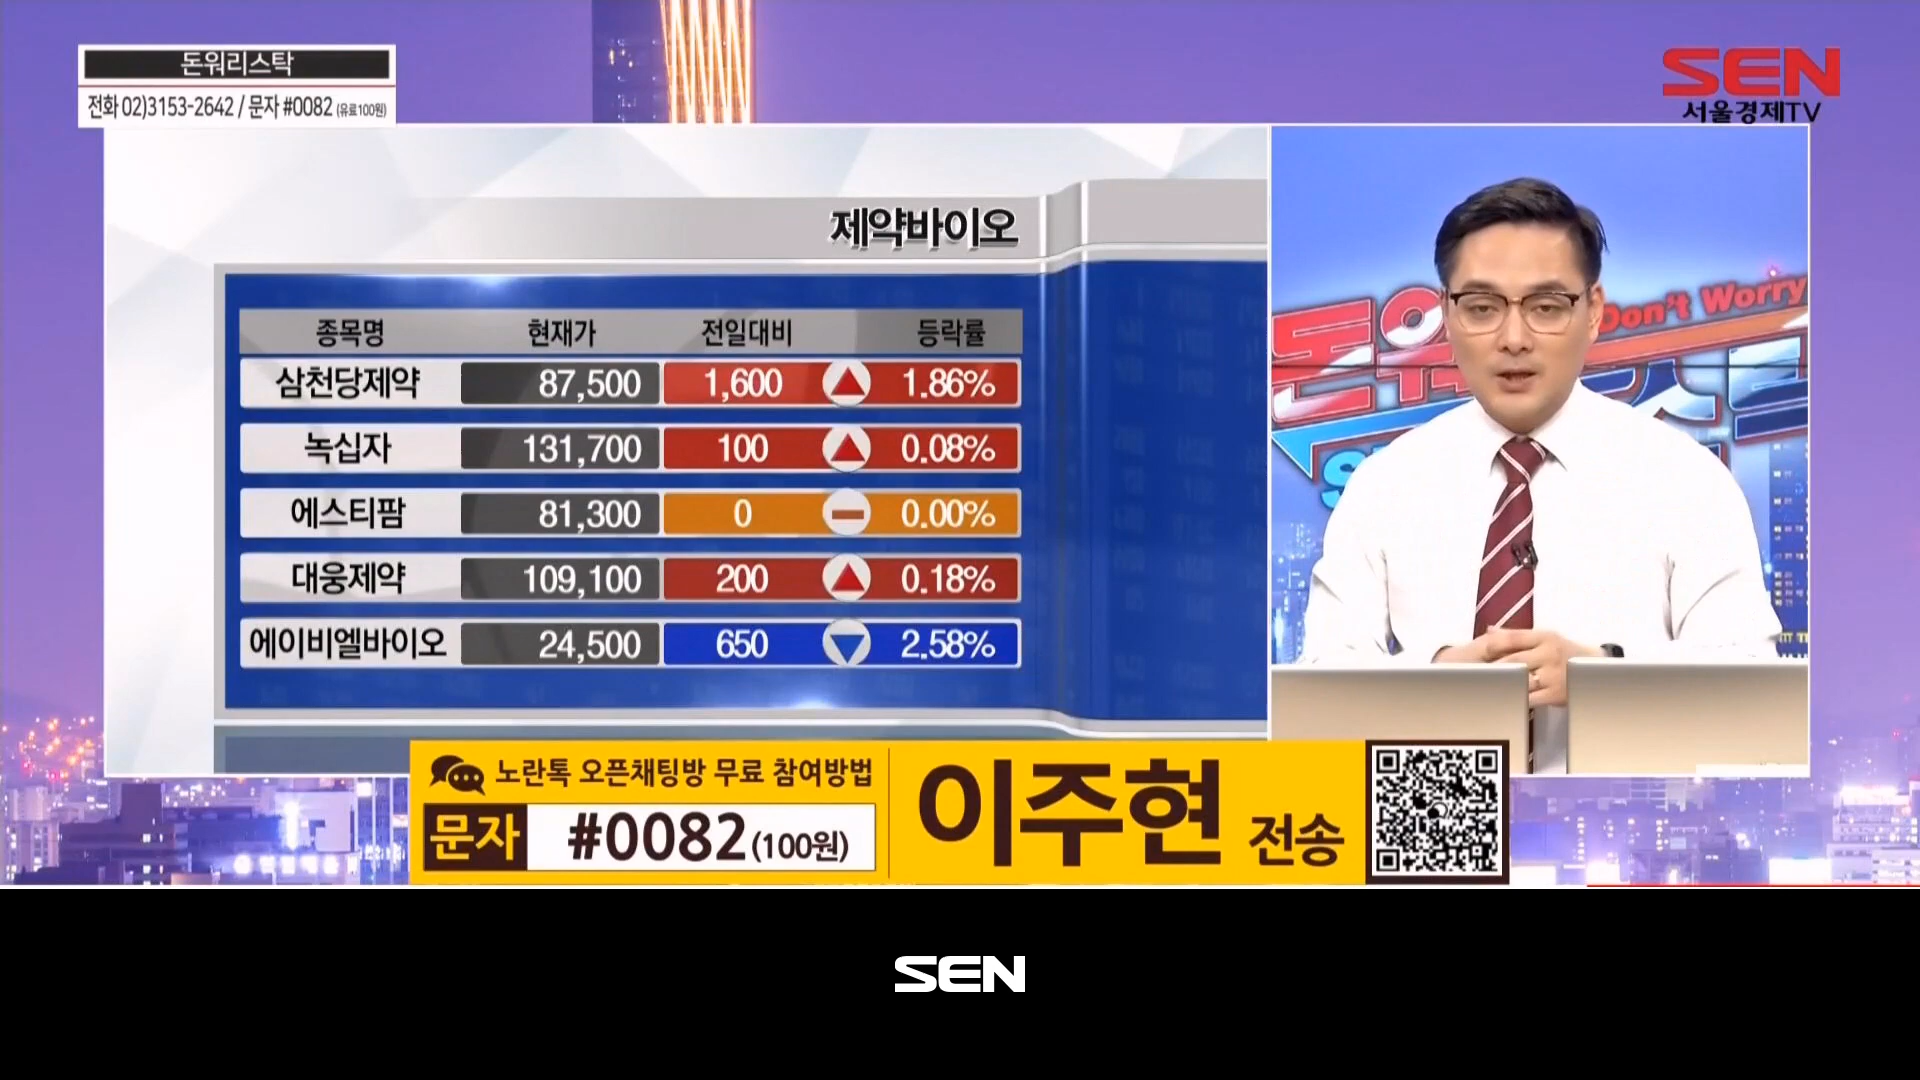 돈워리스탁
전화 02)3153-2642 / 문자 #0082 (유료100원)
SEN
서울경제TV
제약바이오
종목명 현재가 전일대비 등락률
삼천당제약 87,500 1,600 1.86%
녹십자 131,700 100 0.08%
에스티팜 81,300 0 0.00%
대웅제약 109,100 200 0.18%
에이비엘바이오 24,500 650 2.58%
Don't Worry
노란톡 오픈채팅방 무료 참여방법
문자 #0082 (100원)
이주현 전송
SEN